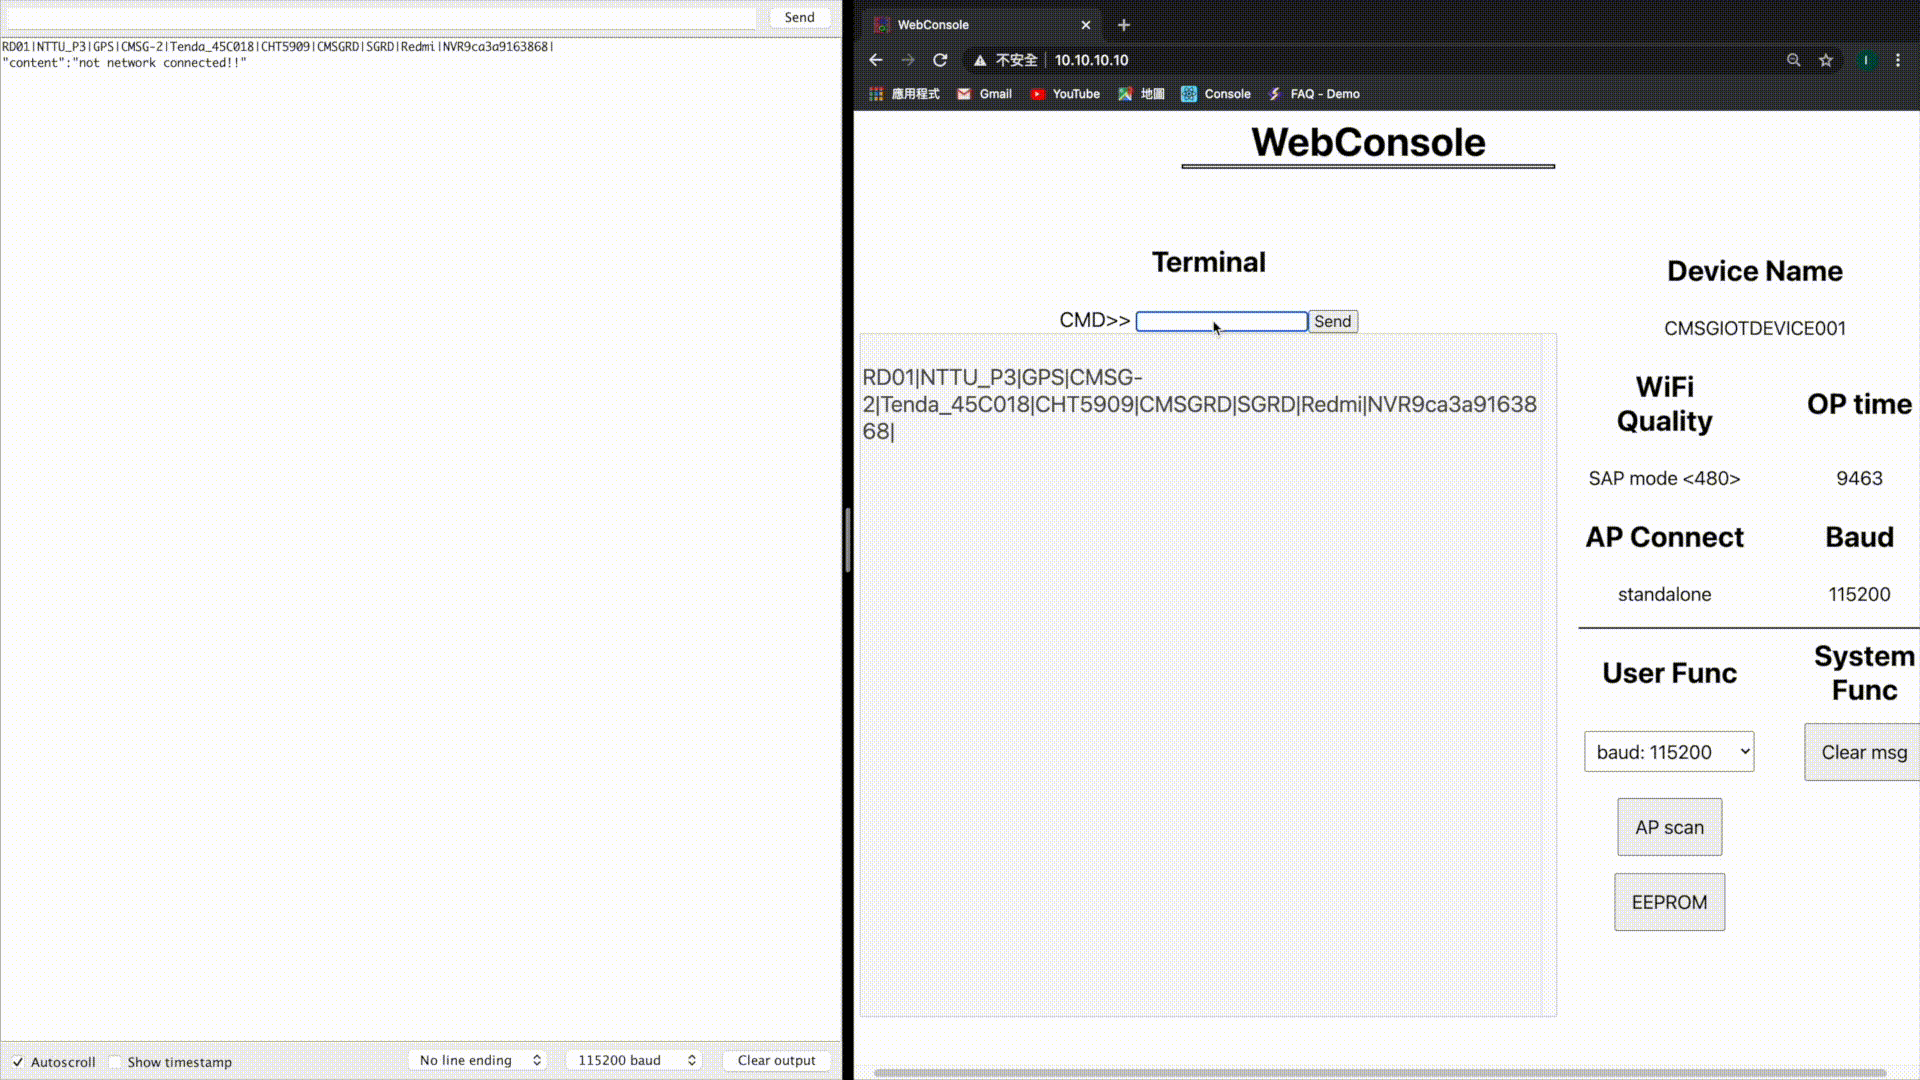 Send
RD01|NTTU_P3|GPS|CMSG-2|Tenda_45C018|CHT5909|CMSGRD|SGRD|Redmi|NVR9ca3a9163868|
"content":"not network connected!!"
Autoscroll
Show timestamp
No line ending
115200 baud
Clear output
WebConsole
不安全
10.10.10.10
I
應用程式
Gmail
YouTube
地圖
Console
FAQ - Demo
WebConsole
Terminal
CMD>>
Send
RD01|NTTU_P3|GPS|CMSG-
2|Tenda_45C018|CHT5909|CMSGRD|SGRD|Redmi|NVR9ca3a91638
68|
Device Name
CMSGIOTDEVICE001
WiFi
Quality
OP time
SAP mode <480>
9463
AP Connect
Baud
standalone
115200
User Func
System
Func
baud: 115200
Clear msg
AP scan
EEPROM